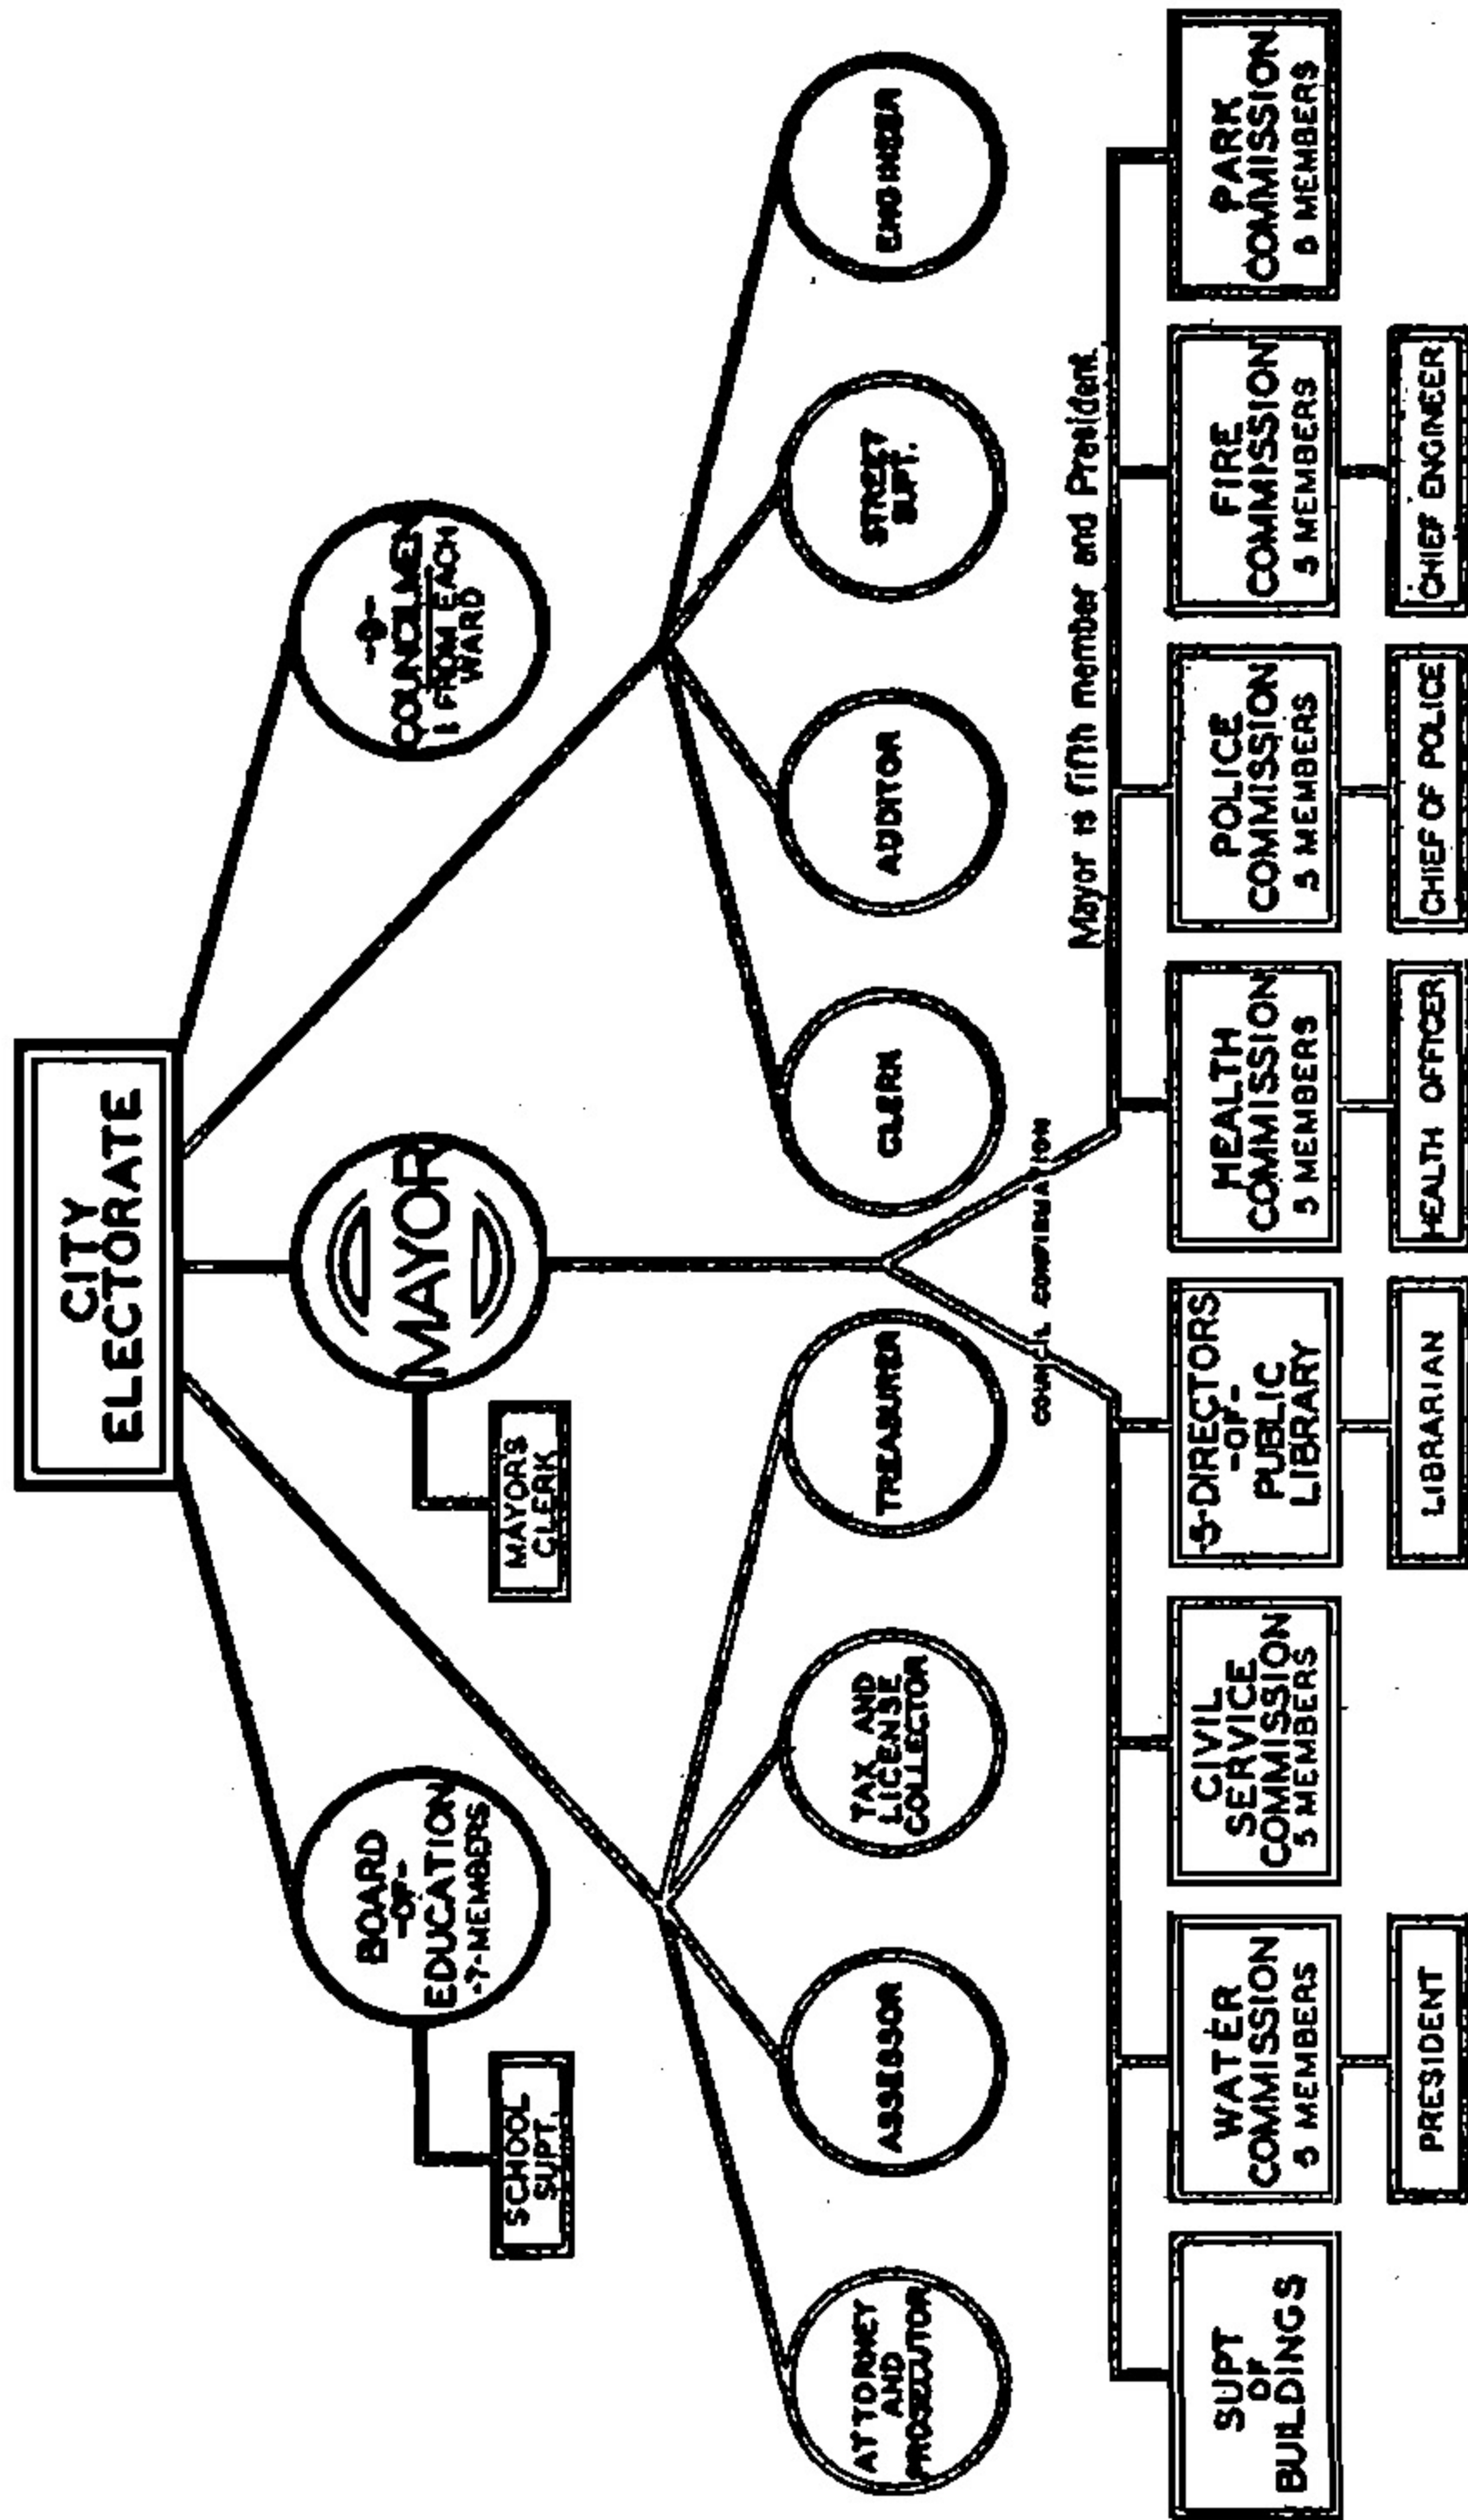 CITY
ELECTORATE
BOARD
-OF-
EDUCATION
-7-MEMBERS
MAYOR
-9-
COUNCILMEN
1 FROM EACH
WARD
SCHOOL
SUPT.
MAYORS
CLERK
ATTORNEY
AND
PROSECUTOR
ASSESSOR
TAX AND
LICENSE
COLLECTOR
TREASURER
CLERK
AUDITOR
STREET
SUPT.
ENGINEER
COUNCIL CONFIRMATION
Mayor is fifth member and President.
SUPT
OF
BUILDINGS
WATER
COMMISSION
5 MEMBERS
CIVIL
SERVICE
COMMISSION
5 MEMBERS
-5-DIRECTORS
-OF-
PUBLIC
LIBRARY
HEALTH
COMMISSION
5 MEMBERS
POLICE
COMMISSION
5 MEMBERS
FIRE
COMMISSION
5 MEMBERS
PARK
COMMISSION
MEMBERS
PRESIDENT
LIBRARIAN
HEALTH OFFICER
CHIEF OF POLICE
CHIEF ENGINEER